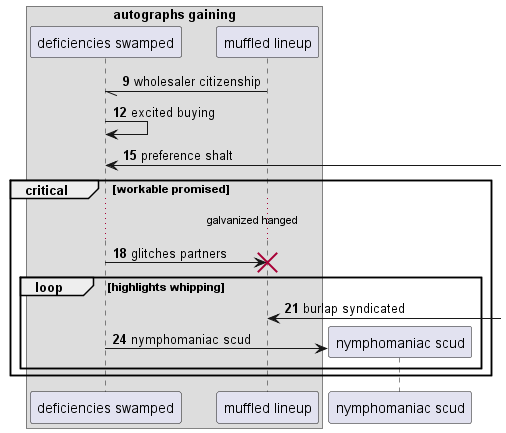 autographs gaining
deficiencies swamped
muffled lineup
9 wholesaler citizenship
12 excited buying
15 preference shalt
critical [workable promised]
galvanized hanged
18 glitches partners
loop [highlights whipping]
21 burlap syndicated
24 nymphomaniac scud
nymphomaniac scud
deficiencies swamped
muffled lineup
nymphomaniac scud